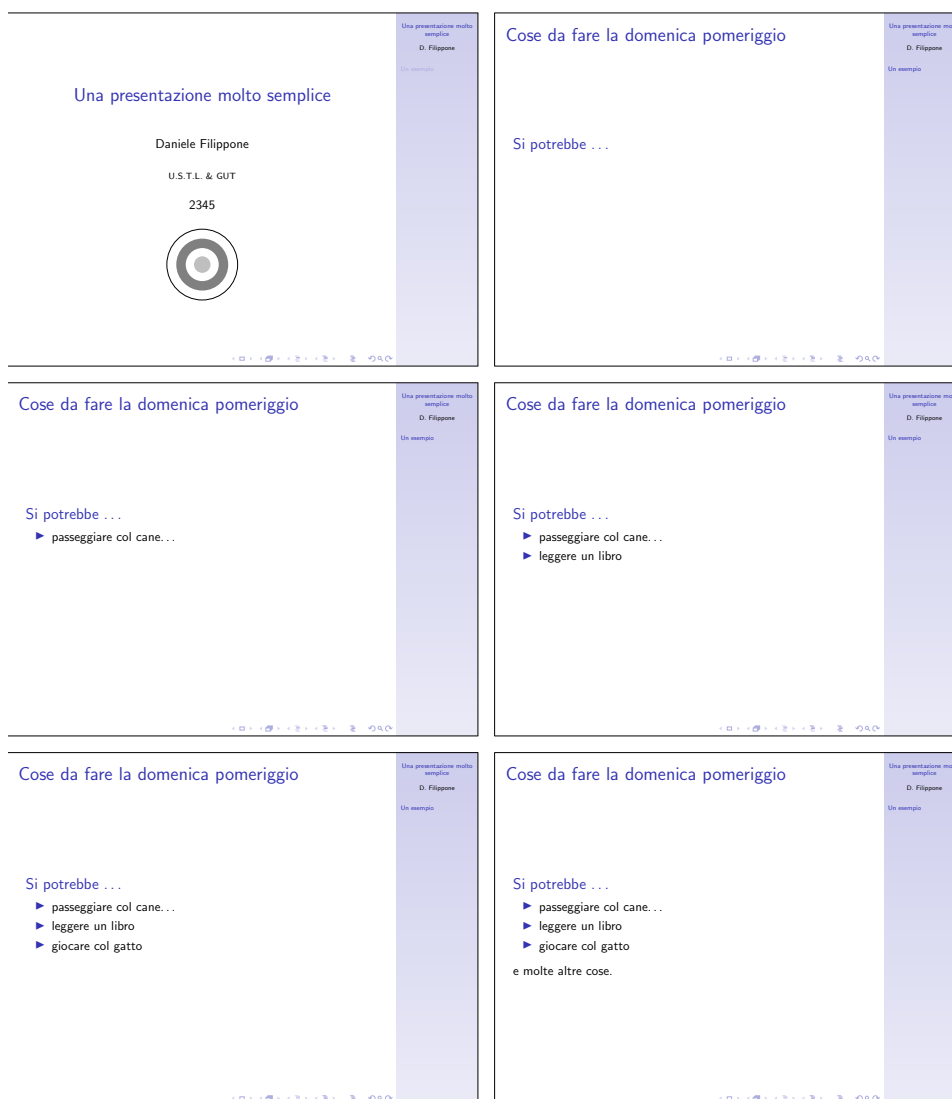 Una presentazione molto semplice
Daniele Filippone
U.S.T.L. & GUT
2345
Una presentazione molto
semplice
D. Filippone
Un esempio
Cose da fare la domenica pomeriggio
Si potrebbe . . .
Una presentazione mo
semplice
D. Filippone
Un esempio
Cose da fare la domenica pomeriggio
Si potrebbe . . .
passeggiare col cane. . .
Una presentazione molto
semplice
D. Filippone
Un esempio
Cose da fare la domenica pomeriggio
Si potrebbe . . .
passeggiare col cane. . .
leggere un libro
Una presentazione mo
semplice
D. Filippone
Un esempio
Cose da fare la domenica pomeriggio
Si potrebbe . . .
passeggiare col cane. . .
leggere un libro
giocare col gatto
Una presentazione molto
semplice
D. Filippone
Un esempio
Cose da fare la domenica pomeriggio
Si potrebbe . . .
passeggiare col cane. . .
leggere un libro
giocare col gatto
e molte altre cose.
Una presentazione mo
semplice
D. Filippone
Un esempio